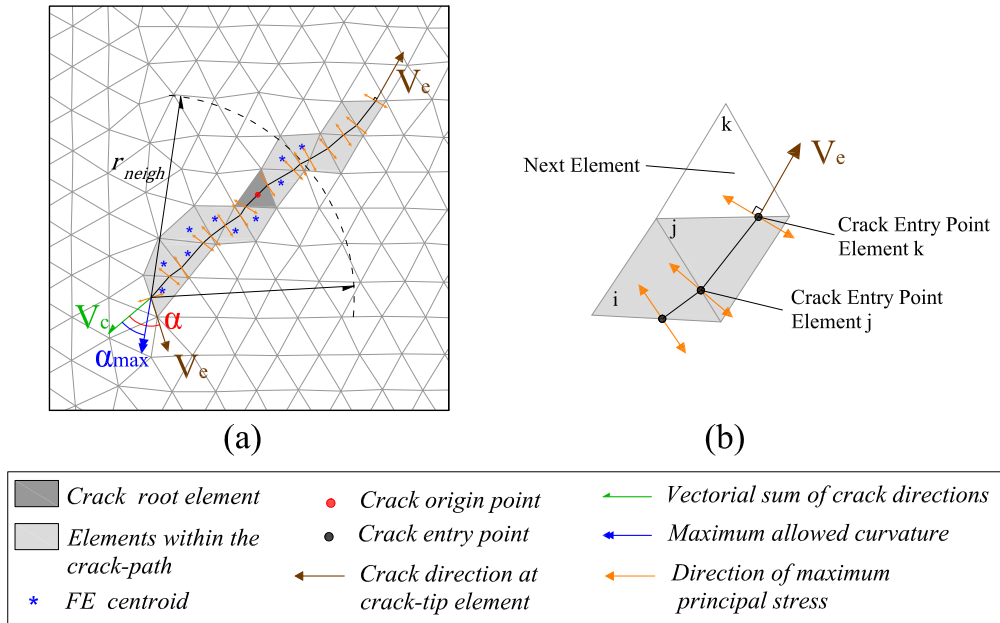 Ve
r neigh
Vc
α
αmax
Ve
(a)
k
Next Element
Ve
j
Crack Entry Point
Element k
i
Crack Entry Point
Element j
(b)
Crack root element
Elements within the
crack-path
* FE centroid
Crack origin point
Crack entry point
Crack direction at
crack-tip element
Vectorial sum of crack directions
Maximum allowed curvature
Direction of maximum
principal stress